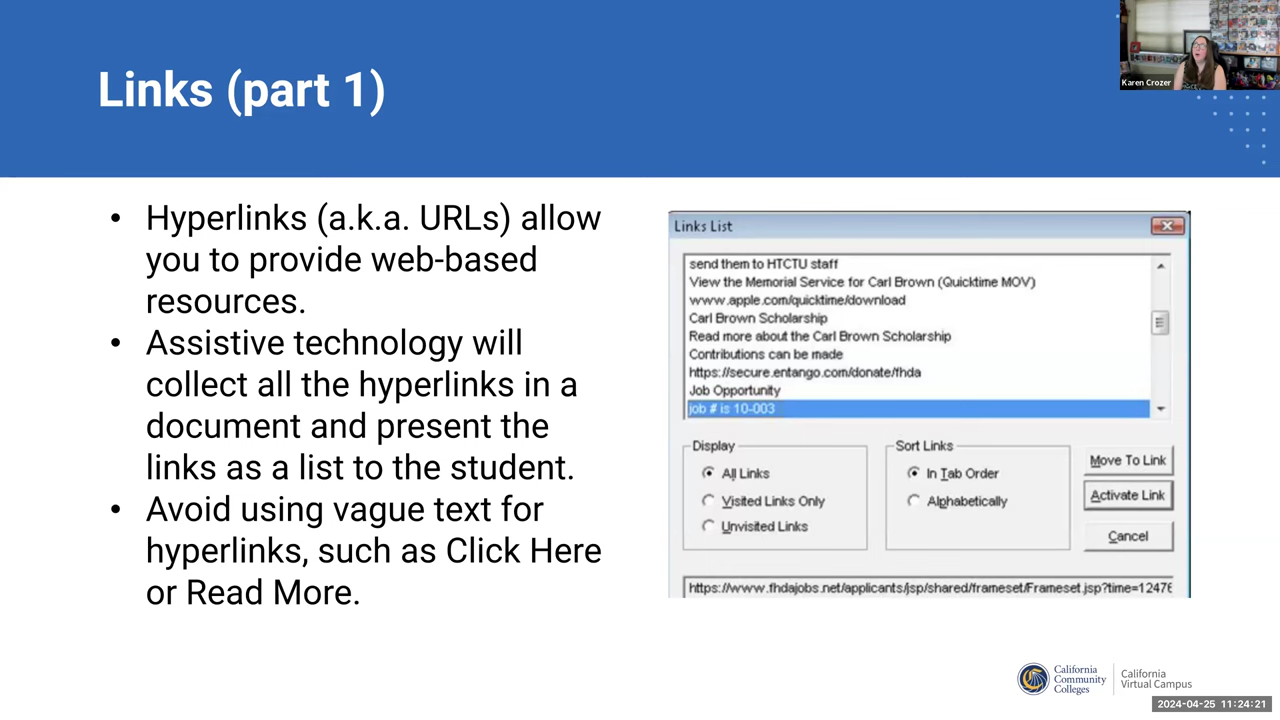 Links (part 1)
Karen Crozer
• Hyperlinks (a.k.a. URLs) allow
you to provide web-based
resources.
• Assistive technology will
collect all the hyperlinks in a
document and present the
links as a list to the student.
• Avoid using vague text for
hyperlinks, such as Click Here
or Read More.
Links List
send them to HTCTU staff
View the Memorial Service for Carl Brown (Quicktime MOV)
www.apple.com/quicktime/download
Carl Brown Scholarship
Read more about the Carl Brown Scholarship
Contributions can be made
https://secure.entango.com/donate/fhda
Job Opportunity
job # is 10-003
Display
All Links
Visited Links Only
Unvisited Links
Sort Links
In Tab Order
Alphabetically
Move To Link
Activate Link
Cancel
https://www.fhdajobs.net/applicants/jsp/shared/frameset/Frameset.jsp?time=12476
California
Community
Colleges
California
Virtual Campus
2024-04-25 11:24:21